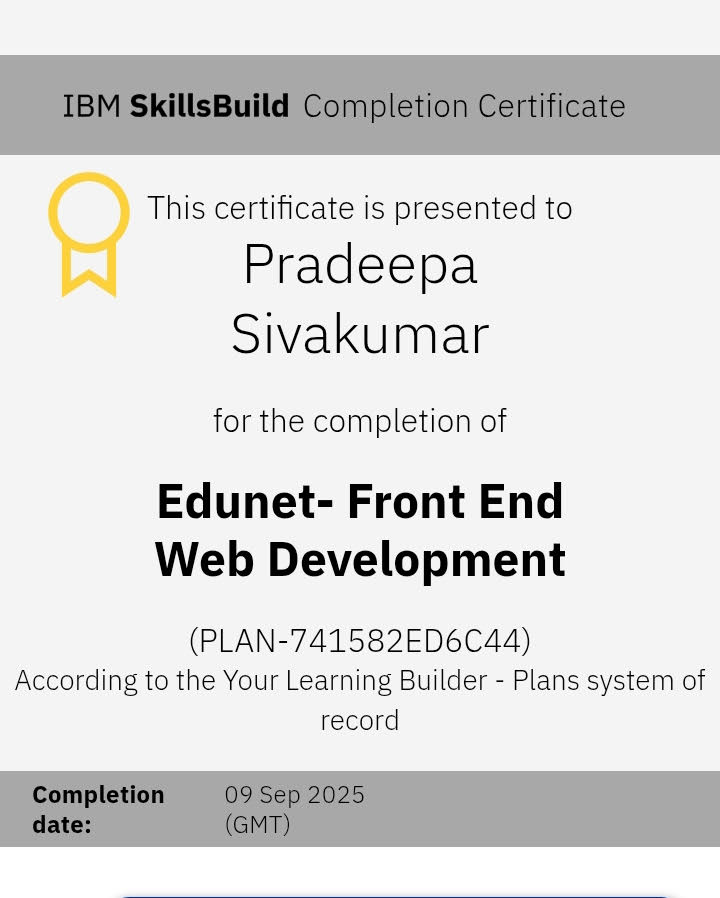 IBM SkillsBuild Completion Certificate
This certificate is presented to
Pradeepa
Sivakumar
for the completion of
Edunet- Front End
Web Development
(PLAN-741582ED6C44)
According to the Your Learning Builder - Plans system of
record
Completion date: 09 Sep 2025 (GMT)